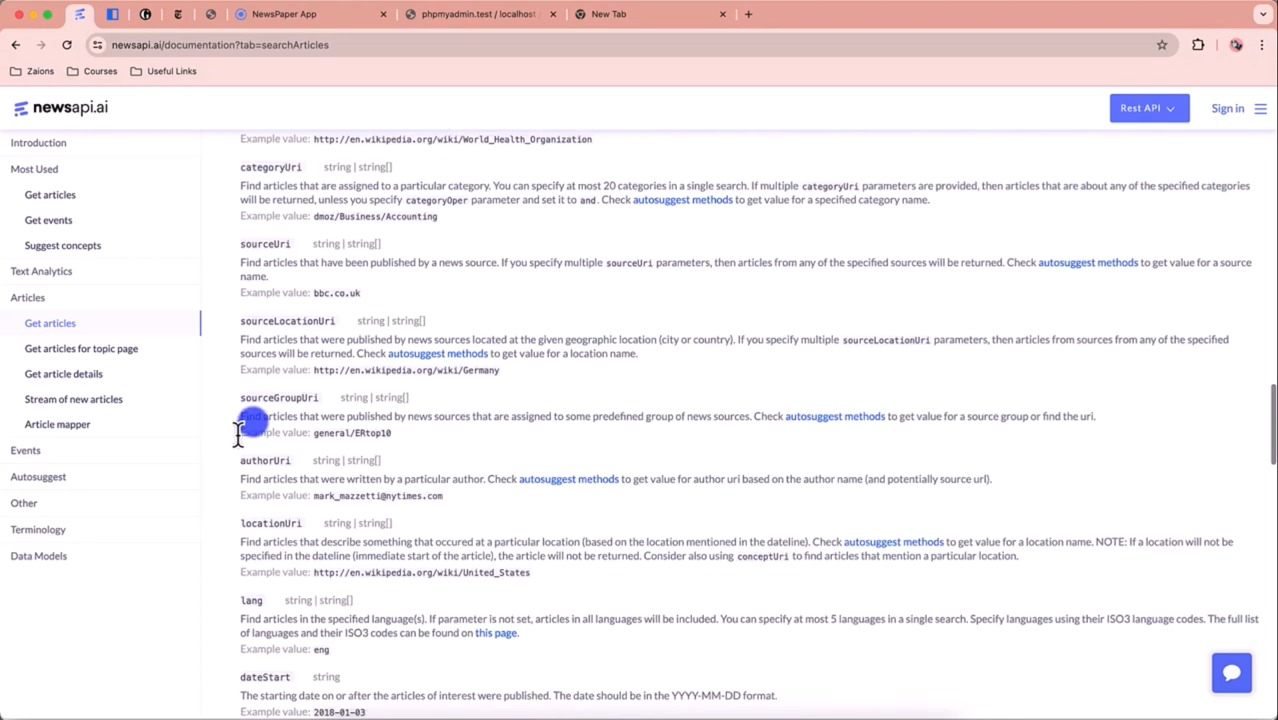 NewsPaper App
phpmyadmin.test / localhost
New Tab
newsapi.ai/documentation?tab=searchArticles
Zaions
Courses
Useful Links
newsapi.ai
Rest API
Sign in
Introduction
Most Used
Get articles
Get events
Suggest concepts
Text Analytics
Articles
Get articles
Get articles for topic page
Get article details
Stream of new articles
Article mapper
Events
Autosuggest
Other
Terminology
Data Models
Example value: http://en.wikipedia.org/wiki/World_Health_Organization
categoryUri string | string[]
Find articles that are assigned to a particular category. You can specify at most 20 categories in a single search. If multiple categoryUri parameters are provided, then articles that are about any of the specified categories
will be returned, unless you specify categoryOper parameter and set it to and. Check autosuggest methods to get value for a specified category name.
Example value: dmoz/Business/Accounting
sourceUri string | string[]
Find articles that have been published by a news source. If you specify multiple sourceUri parameters, then articles from any of the specified sources will be returned. Check autosuggest methods to get value for a source
name.
Example value: bbc.co.uk
sourceLocationUri string | string[]
Find articles that were published by news sources located at the given geographic location (city or country). If you specify multiple sourceLocationUri parameters, then articles from sources from any of the specified
sources will be returned. Check autosuggest methods to get value for a location name.
Example value: http://en.wikipedia.org/wiki/Germany
sourceGroupUri string | string[]
Find articles that were published by news sources that are assigned to some predefined group of news sources. Check autosuggest methods to get value for a source group or find the uri.
Example value: general/ERtop10
authorUri string | string[]
Find articles that were written by a particular author. Check autosuggest methods to get value for author uri based on the author name (and potentially source url).
Example value: mark_mazzetti@nytimes.com
locationUri string | string[]
Find articles that describe something that occured at a particular location (based on the location mentioned in the dateline). Check autosuggest methods to get value for a location name. NOTE: If a location will not be
specified in the dateline (immediate start of the article), the article will not be returned. Consider also using conceptUri to find articles that mention a particular location.
Example value: http://en.wikipedia.org/wiki/United_States
lang string | string[]
Find articles in the specified language(s). If parameter is not set, articles in all languages will be included. You can specify at most 5 languages in a single search. Specify languages using their ISO3 language codes. The full list
of languages and their ISO3 codes can be found on this page.
Example value: eng
dateStart string
The starting date on or after the articles of interest were published. The date should be in the YYYY-MM-DD format.
Example value: 2018-01-03